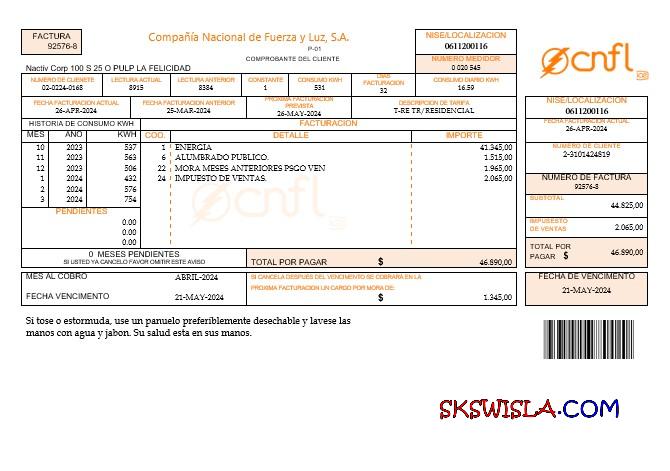 FACTURA
92576-8
Compañía Nacional de Fuerza y Luz, S.A.
P-01
COMPROBANTE DEL CLIENTE
NISE/LOCALIZACION
0611200116
NUMERO MEDIDOR
0 020 545
cnfl
Nactiv Corp 100 S 25 O PULP LA FELICIDAD
NUMERO DE CLIENETE LECTURA ACTUAL LECTURA ANTERIOR CONSTANTE CONSUMO KWH DIAS FACTURACION CONSUMO DIARIO KWH
02-0224-0168 8915 8384 1 531 32 16.59
FECHA FACTURACION ACTUAL FECHA FACTURACION ANTERIOR PROXIMA FACTURACION PREVISTA DESCRIPCION DE TARIFA
26-APR-2024 25-MAR-2024 26-MAY-2024 T-RE TR/RESIDENCIAL
HISTORIA DE CONSUMO KWH FACTURACION
MES ANO KWH COD. DETALLE IMPORTE
10 2023 537 1 ENERGIA 41.345,00
11 2023 563 6 ALUMBRADO PUBLICO. 1.515,00
12 2023 506 22 MORA MESES ANTERIORES PSGO VEN 1.965,00
1 2024 432 24 IMPUESTO DE VENTAS. 2.065,00
2 2024 576
3 2024 754
cnfl
PENDIENTES
0.00
0.00
0.00
0 MESES PENDIENTES
SI USTED YA CANCELO FAVOR OMITIR ESTE AVISO
TOTAL POR PAGAR $ 46.890,00
MES AL COBRO ABRIL-2024
FECHA VENCIMENTO 21-MAY-2024
SI CANCELA DESPUES DEL VENCIMENTO SE COBRARA EN LA
PROXIMA FACTURACION UN CARGO POR MORA DE:
$ 1.345,00
NISE/LOCALIZACION
0611200116
FECHA FACTURACION ACTUAL
26-APR-2024
NUMERO DE CLIENTE
2-3101424819
NUMERO DE FACTURA
92576-8
SUBTOTAL
44.825,00
IMPUESTO
DE VENTAS 2.065,00
TOTAL POR
PAGAR $ 46.890,00
FECHA DE VENCIMENTO
21-MAY-2024
Si tose o estormuda, use un panuelo preferiblemente desechable y lavese las
manos con agua y jabon. Su salud esta en sus manos.
SKSWISLA.COM